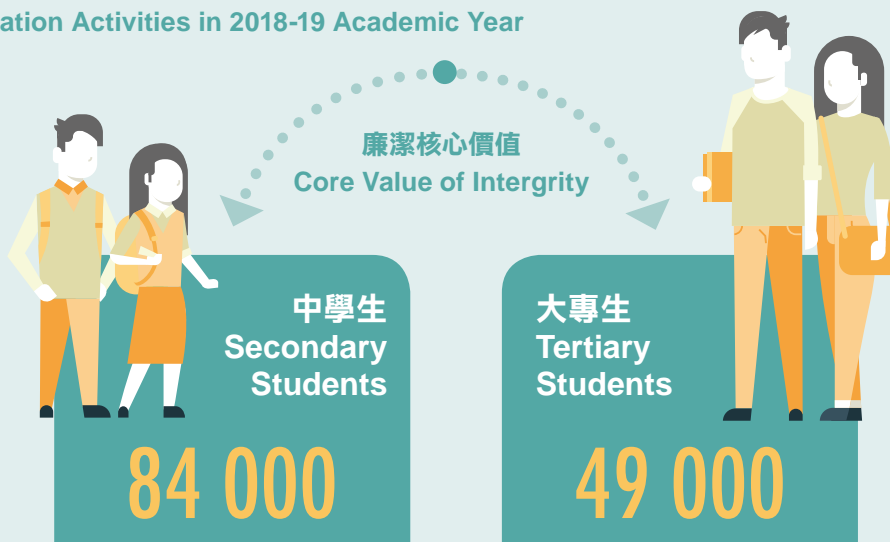 ation Activities in 2018-19 Academic Year
廉潔核心價值
Core Value of Intergrity
中學生
Secondary
Students
84 000
大專生
Tertiary
Students
49 000